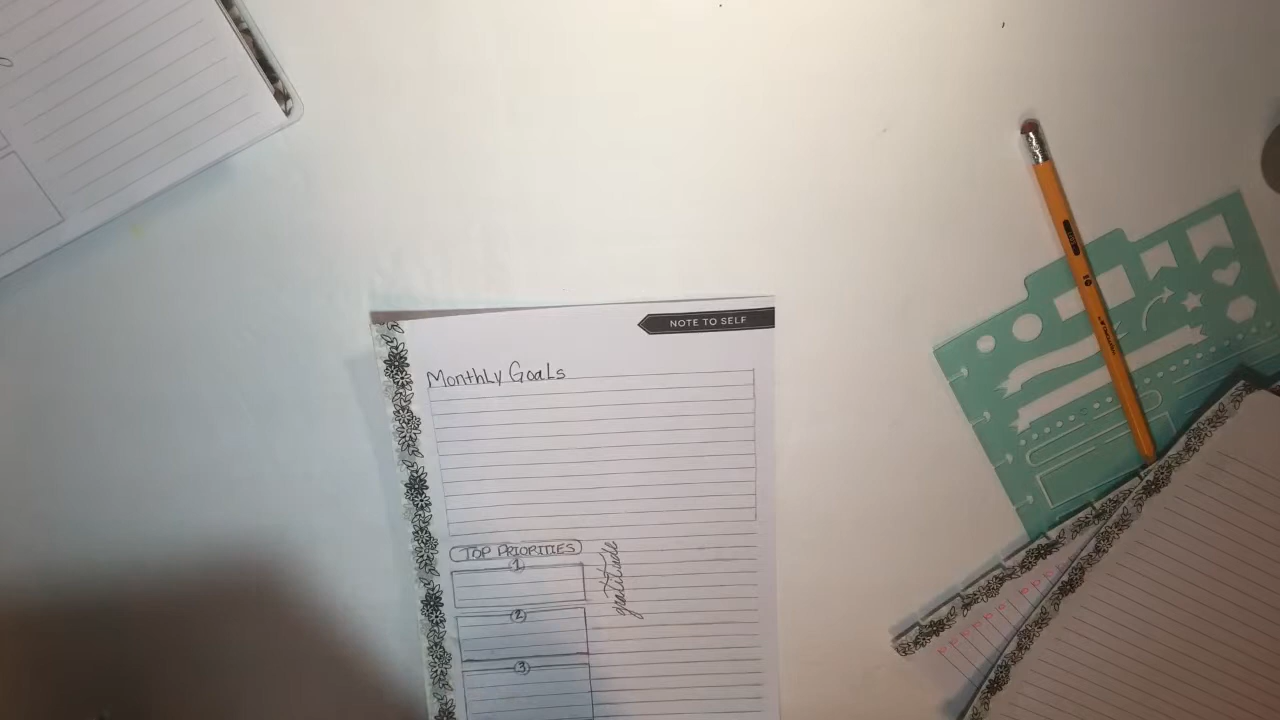 NOTE TO SELF
Monthly Goals
TOP PRIORITIES
1
gratitude
2
3